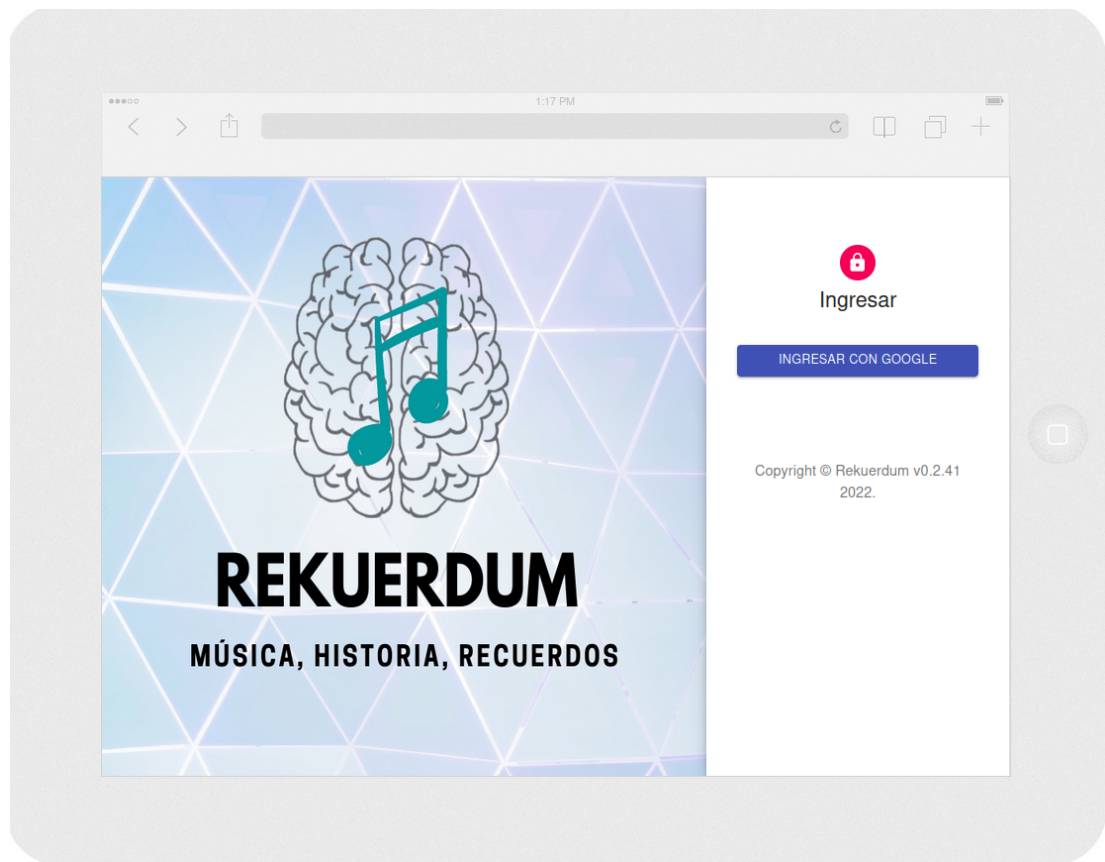 1:17 PM
Ingresar
INGRESAR CON GOOGLE
Copyright © Rekuerdum v0.2.41
2022.
REKUERDUM
MÚSICA, HISTORIA, RECUERDOS